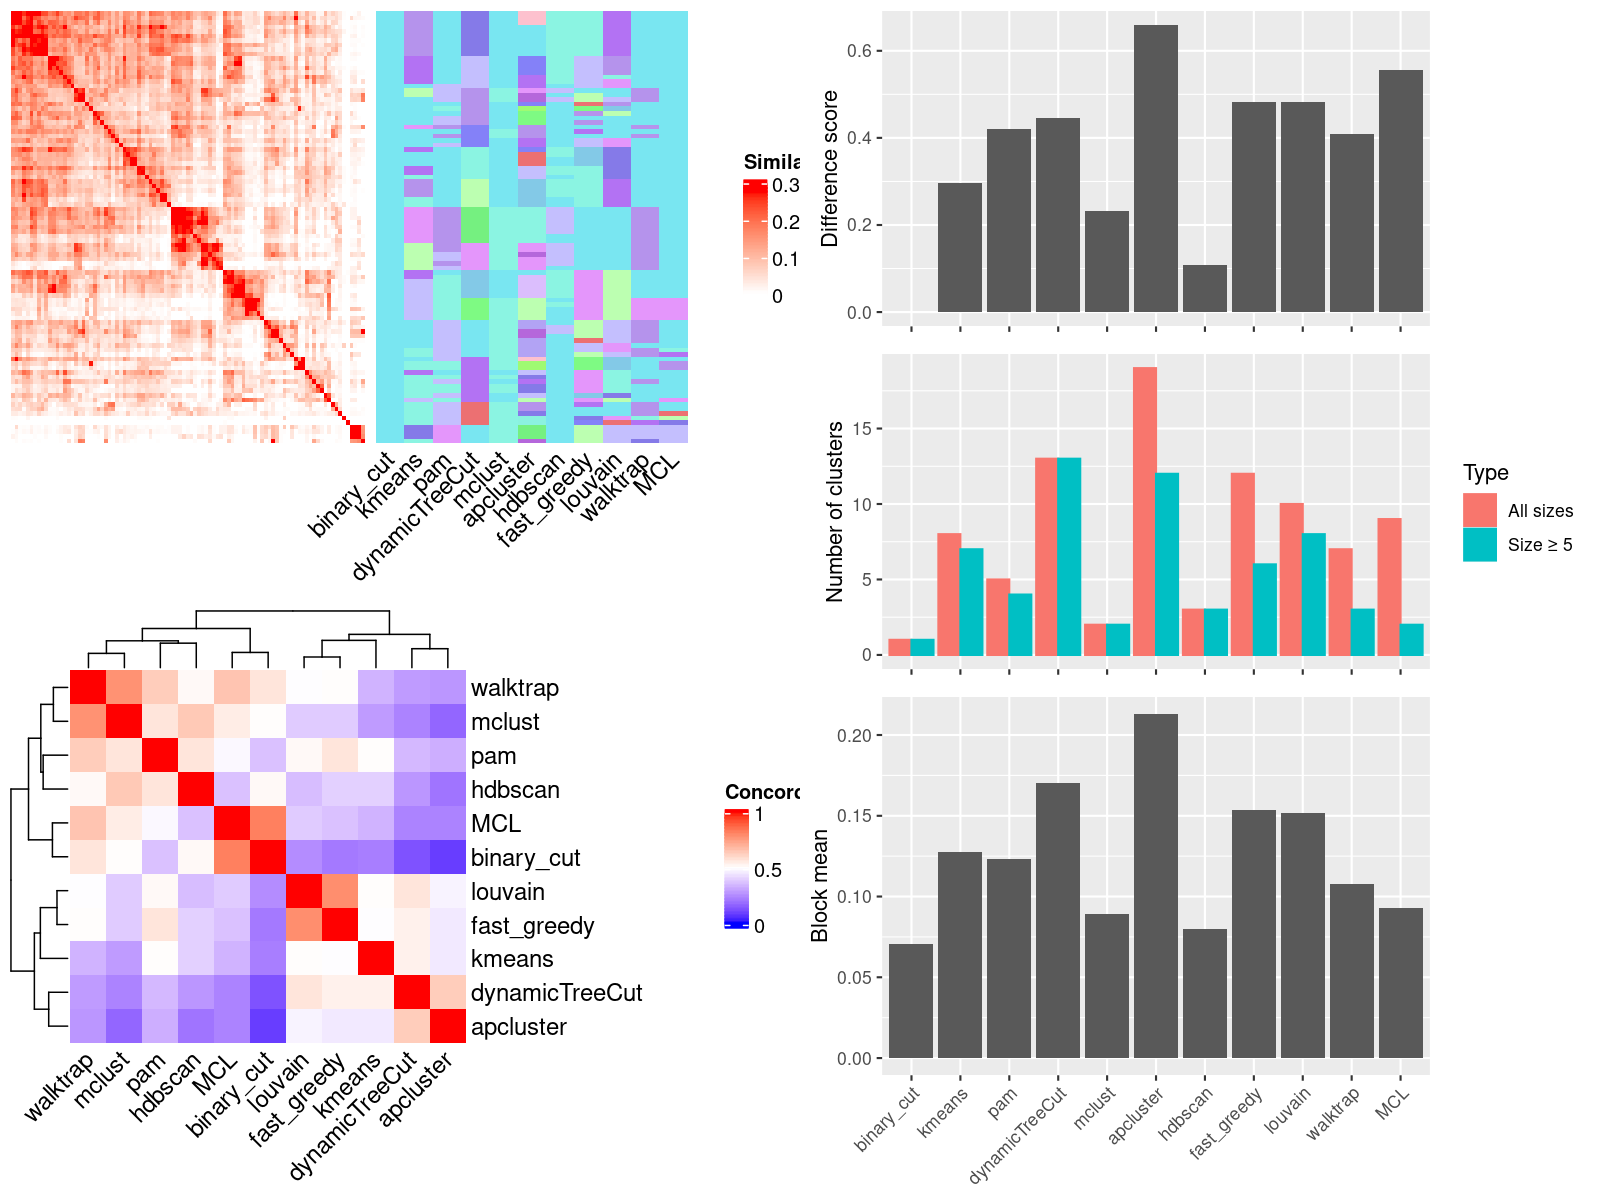 Simila
0.3
0.2
0.1
0
binary_cut
kmeans
pam
dynamicTreeCut
mclust
apcluster
hdbscan
fast_greedy
louvain
walktrap
MCL
walktrap
mclust
pam
hdbscan
MCL
binary_cut
louvain
fast_greedy
kmeans
dynamicTreeCut
apcluster
Concord
1
0.5
0
walktrap
mclust
pam
hdbscan
MCL
binary_cut
louvain
fast_greedy
kmeans
dynamicTreeCut
apcluster
Difference score
0.6
0.4
0.2
0.0
Number of clusters
15
10
5
0
Type
All sizes
Size ≥ 5
Block mean
0.20
0.15
0.10
0.05
0.00
binary_cut
kmeans
pam
dynamicTreeCut
mclust
apcluster
hdbscan
fast_greedy
louvain
walktrap
MCL